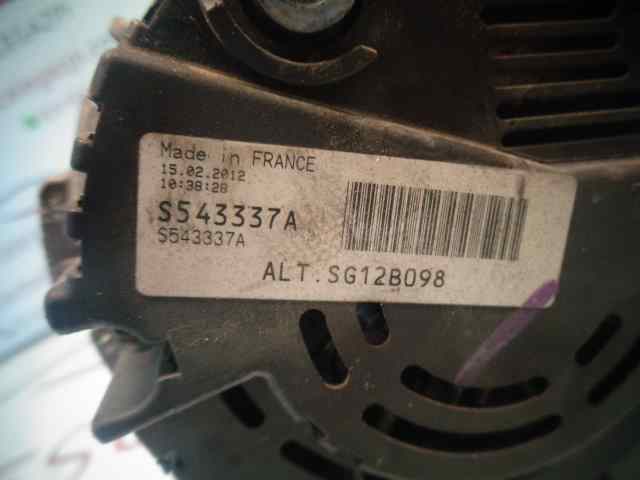 Made in FRANCE
15.02.2012
10:38:28
S543337A
S543337A
ALT.SG12B098